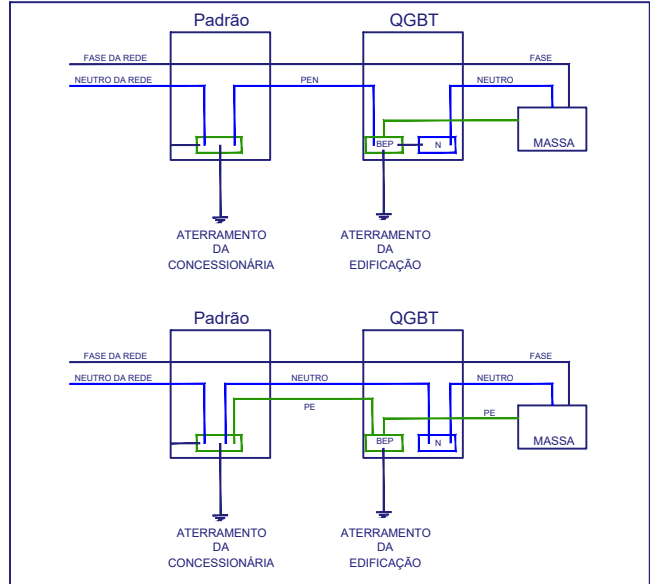 Padrão QGBT
FASE DA REDE FASE
NEUTRO DA REDE PEN NEUTRO
BEP N MASSA
ATERRAMENTO ATERRAMENTO
DA DA
CONCESSIONÁRIA EDIFICAÇÃO
Padrão QGBT
FASE DA REDE FASE
NEUTRO DA REDE NEUTRO NEUTRO
PE PE
BEP N MASSA
ATERRAMENTO ATERRAMENTO
DA DA
CONCESSIONÁRIA EDIFICAÇÃO